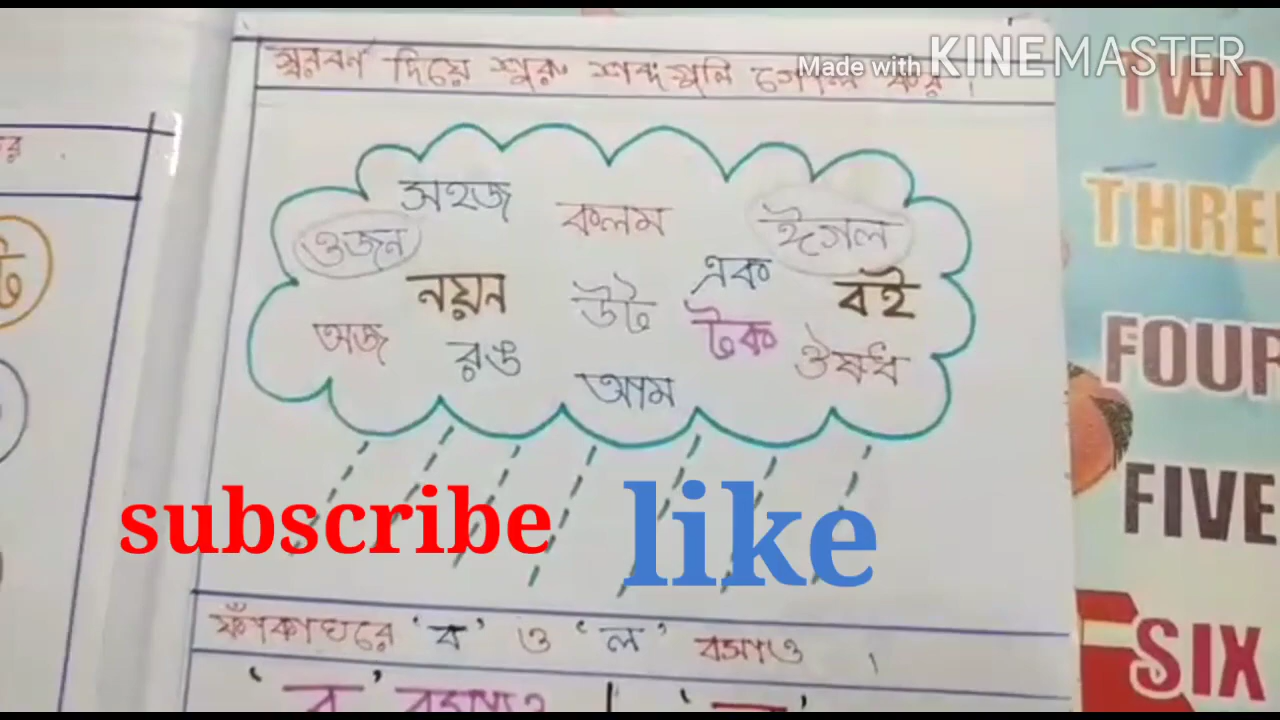 Made with KINEMASTER
স্বরবর্ণ দিয়ে শুরু শব্দগুলি গোল কর।
সহজ কলম ঈগল
ওজন এক
নয়ন উট বই
অজ রঙ টক ঔষধ
আম
subscribe like
ফাঁকাঘরে 'ব' ও 'ল' বসাও ।
'ব' বসাও ।
TWO
THREE
FOUR
FIVE
SIX